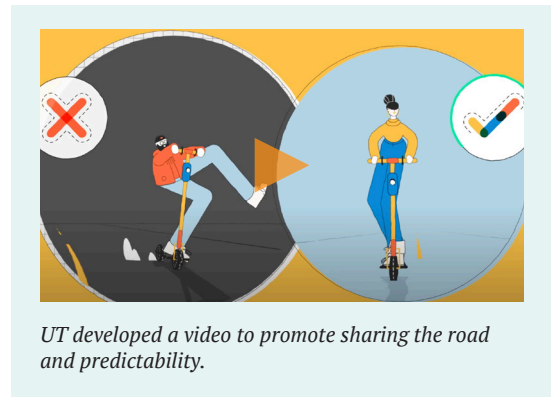 UT developed a video to promote sharing the road
and predictability.